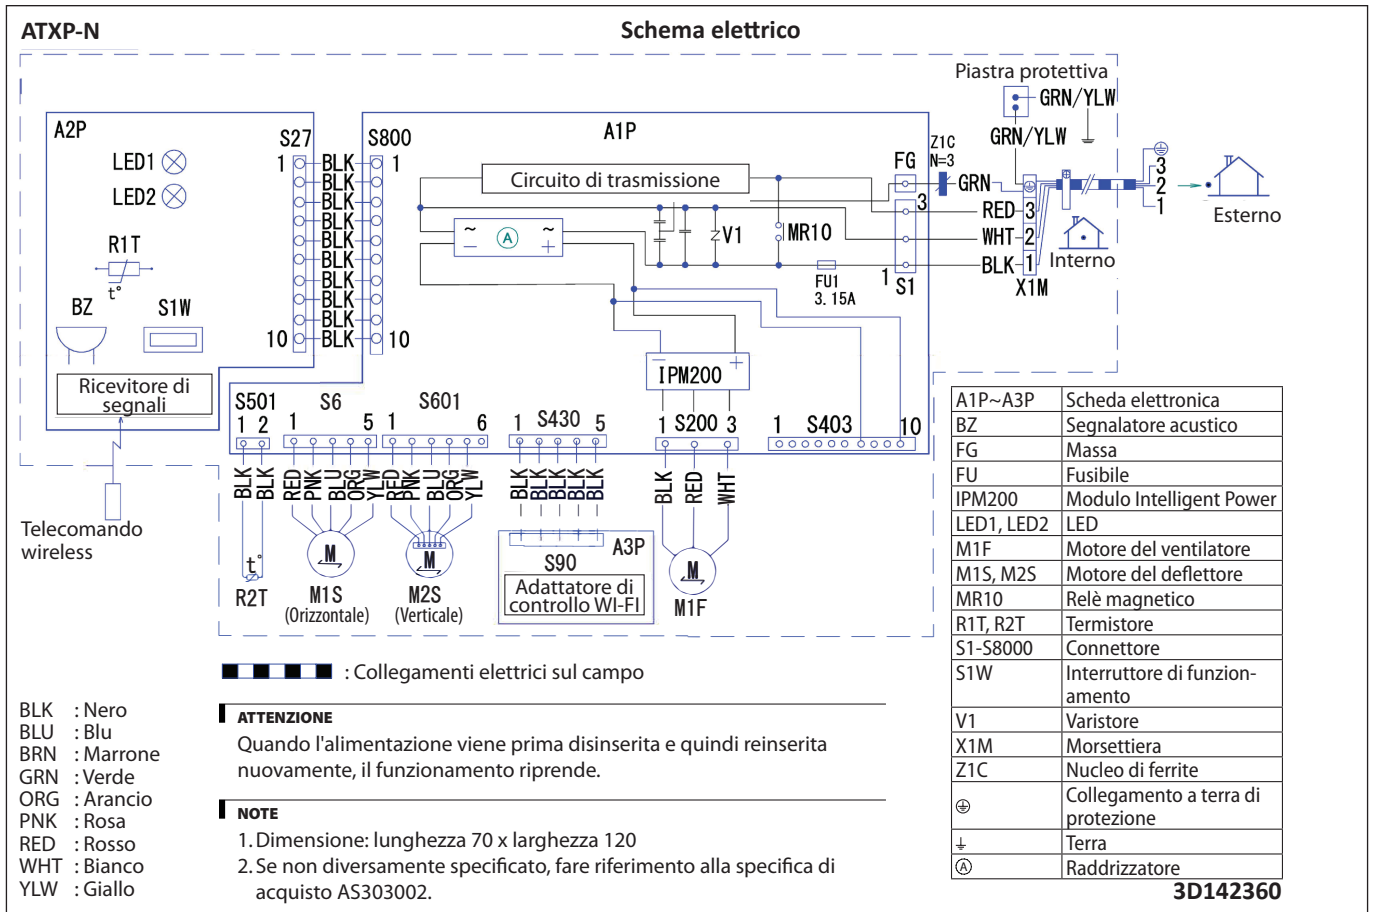 ATXP-N
Schema elettrico
Piastra protettiva
GRN/YLW
GRN/YLW
A2P
S27
S800
A1P
Z1C
N=3
FG
LED1
LED2
1 BLK 1
BLK
BLK
BLK
BLK
BLK
BLK
BLK
BLK
10 BLK 10
Circuito di trasmissione
GRN
3
RED 3
WHT 2
BLK 1
X1M
3
2
1
Esterno
Interno
R1T
t°
BZ
S1W
~ A ~
− +
V1
MR10
FU1
3. 15A
1
S1
− +
IPM200
Ricevitore di
segnali
Telecomando
wireless
S501
1 2
S6
1 5
S601
1 6
1 S430 5
1 S200 3
1 S403 10
BLK
BLK
RED
PNK
BLU
ORG
YLW
RED
PNK
BLU
ORG
YLW
BLK
BLK
BLK
BLK
BLK
BLK
RED
WHT
t°
R2T
M
M1S
(Orizzontale)
M
M2S
(Verticale)
A3P
S90
Adattatore di
controllo WI-FI
M
M1F
A1P~A3P Scheda elettronica
BZ Segnalatore acustico
FG Massa
FU Fusibile
IPM200 Modulo Intelligent Power
LED1, LED2 LED
M1F Motore del ventilatore
M1S, M2S Motore del deflettore
MR10 Relè magnetico
R1T, R2T Termistore
S1-S8000 Connettore
S1W Interruttore di funzion-
amento
V1 Varistore
X1M Morsettiera
Z1C Nucleo di ferrite
Collegamento a terra di
protezione
Terra
A Raddrizzatore
3D142360
: Collegamenti elettrici sul campo
BLK : Nero
BLU : Blu
BRN : Marrone
GRN : Verde
ORG : Arancio
PNK : Rosa
RED : Rosso
WHT : Bianco
YLW : Giallo
ATTENZIONE
Quando l'alimentazione viene prima disinserita e quindi reinserita
nuovamente, il funzionamento riprende.
NOTE
1. Dimensione: lunghezza 70 x larghezza 120
2. Se non diversamente specificato, fare riferimento alla specifica di
acquisto AS303002.